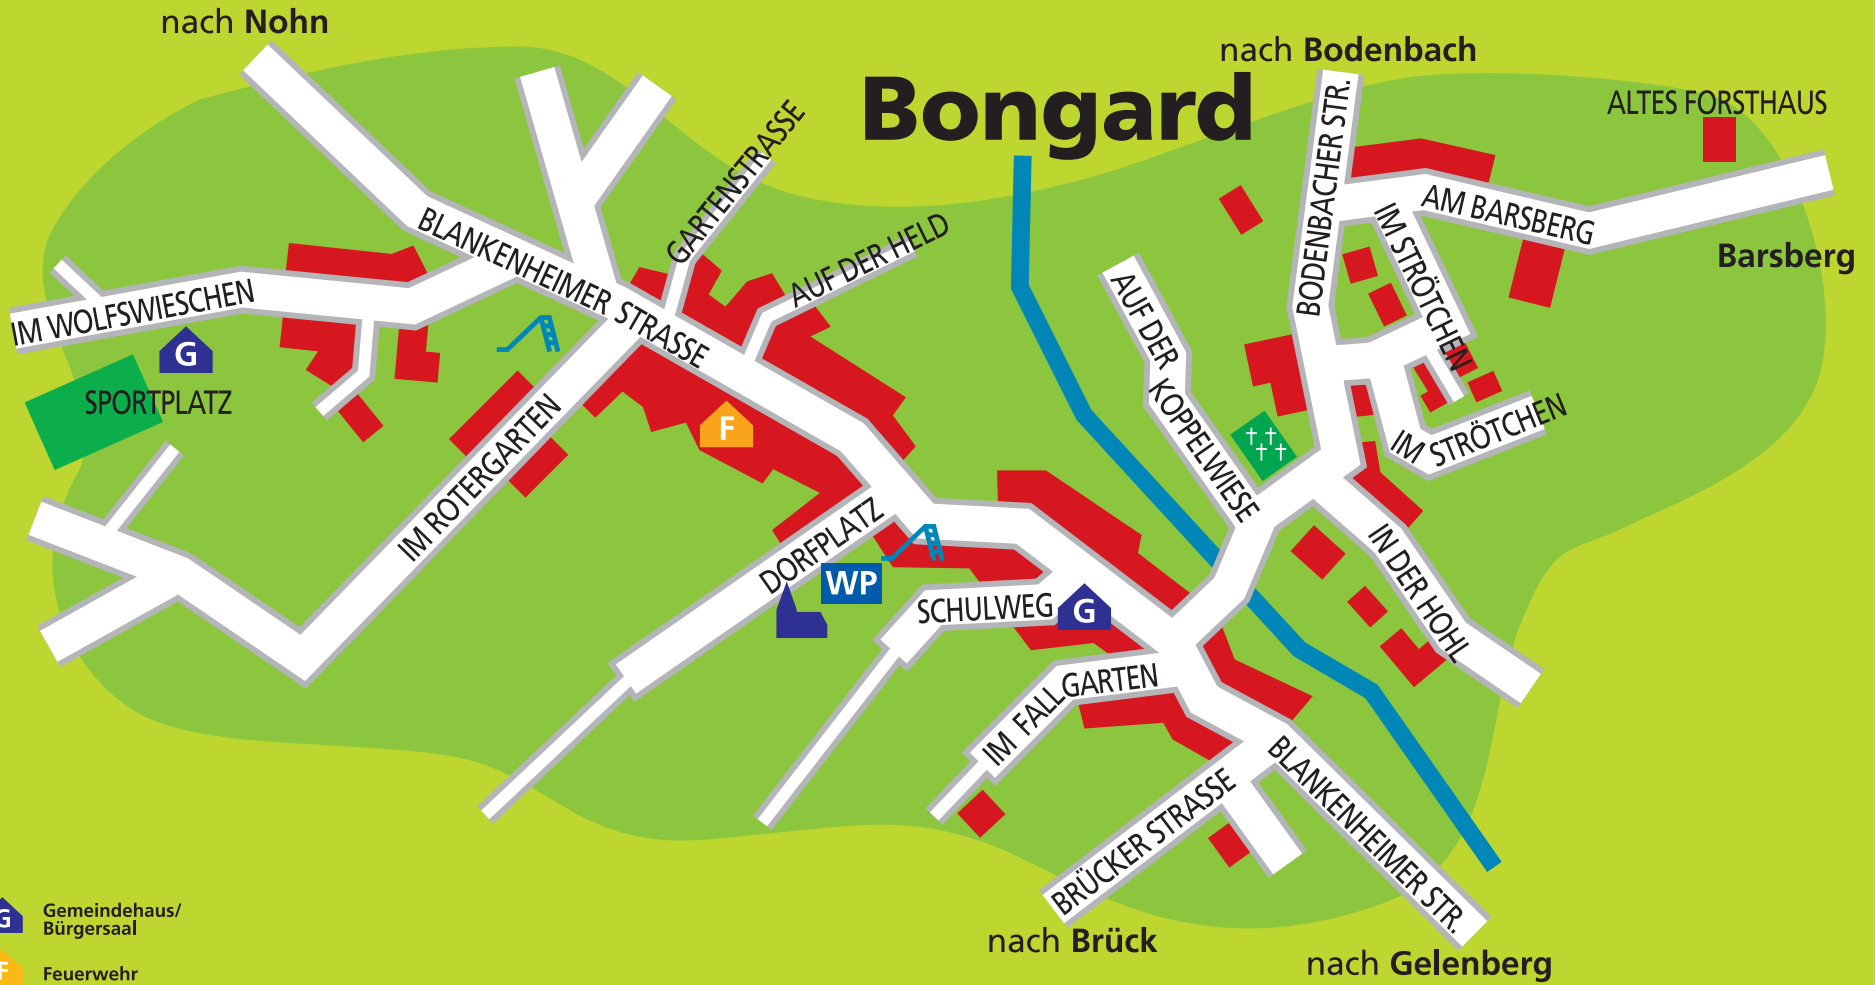 nach Nohn
nach Bodenbach
Bongard
ALTES FORSTHAUS
BODENBACHER STR.
GARTENSTRASSE
AM BARSBERG
Barsberg
BLANKENHEIMER STRASSE
AUF DER HELD
IM STRÖTCHEN
IM WOLFSWIESCHEN
G
SPORTPLATZ
AUF DER KOPPELWIESE
F
IM STRÖTCHEN
IM ROTERGARTEN
DORFPLATZ
WP
IN DER HOHL
SCHULWEG
G
IM FALLGARTEN
BRÜCKER STRASSE
BLANKENHEIMER STR.
nach Brück
nach Gelenberg
G
Gemeindehaus/
Bürgersaal
F
Feuerwehr